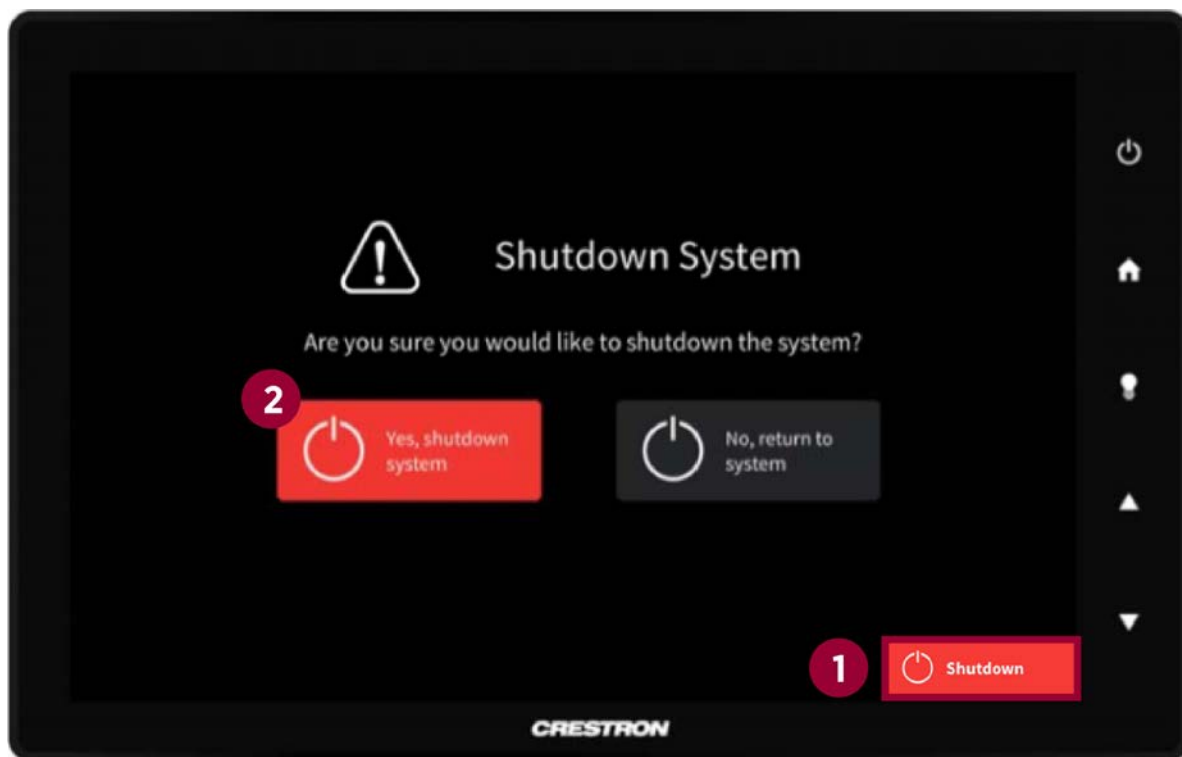 Shutdown System
Are you sure you would like to shutdown the system?
2
Yes, shutdown
system
No, return to
system
1
Shutdown
CRESTRON